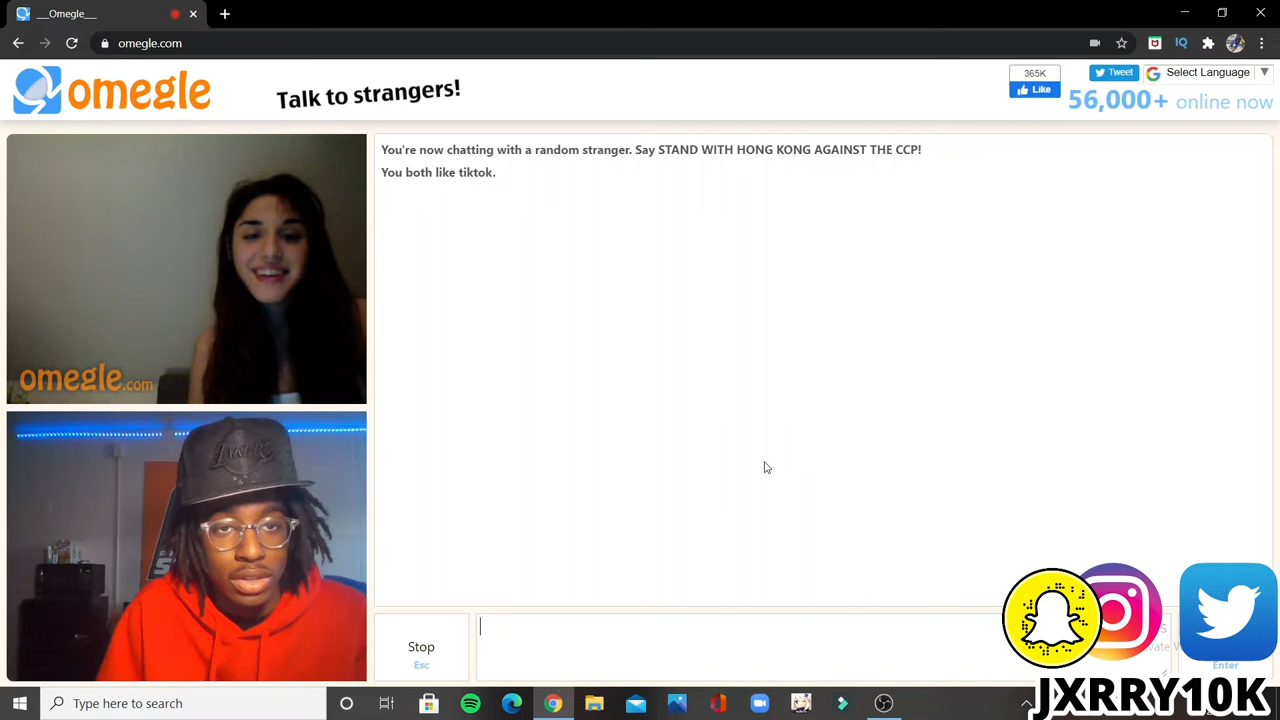 __Omegle__
omegle.com
omegle
Talk to strangers!
365K
Like
Tweet
Select Language
56,000+ online now
You're now chatting with a random stranger. Say STAND WITH HONG KONG AGAINST THE CCP!
You both like tiktok.
omegle.com
LAKERS
Stop
Esc
Enter
JXRRY10K
Type here to search